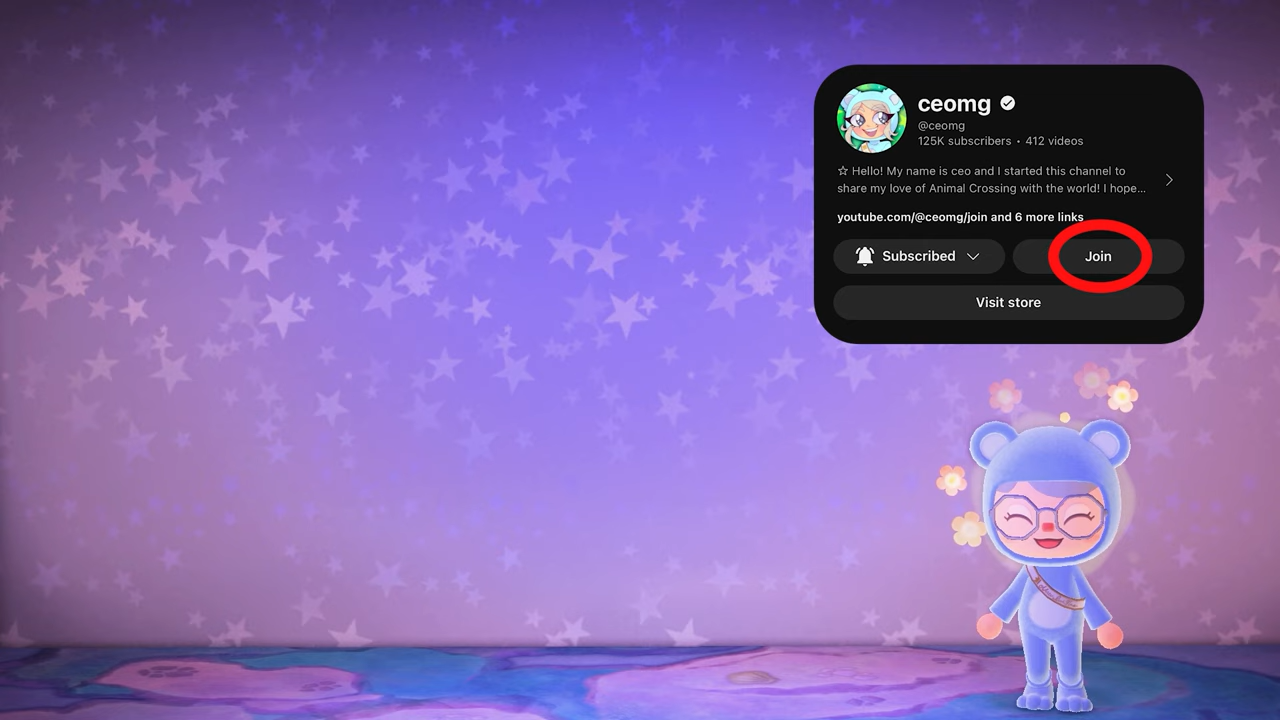 ceomg
@ceomg
125K subscribers • 412 videos
☆ Hello! My name is ceo and I started this channel to
share my love of Animal Crossing with the world! I hope...
youtube.com/@ceomg/join and 6 more links
Subscribed
Join
Visit store